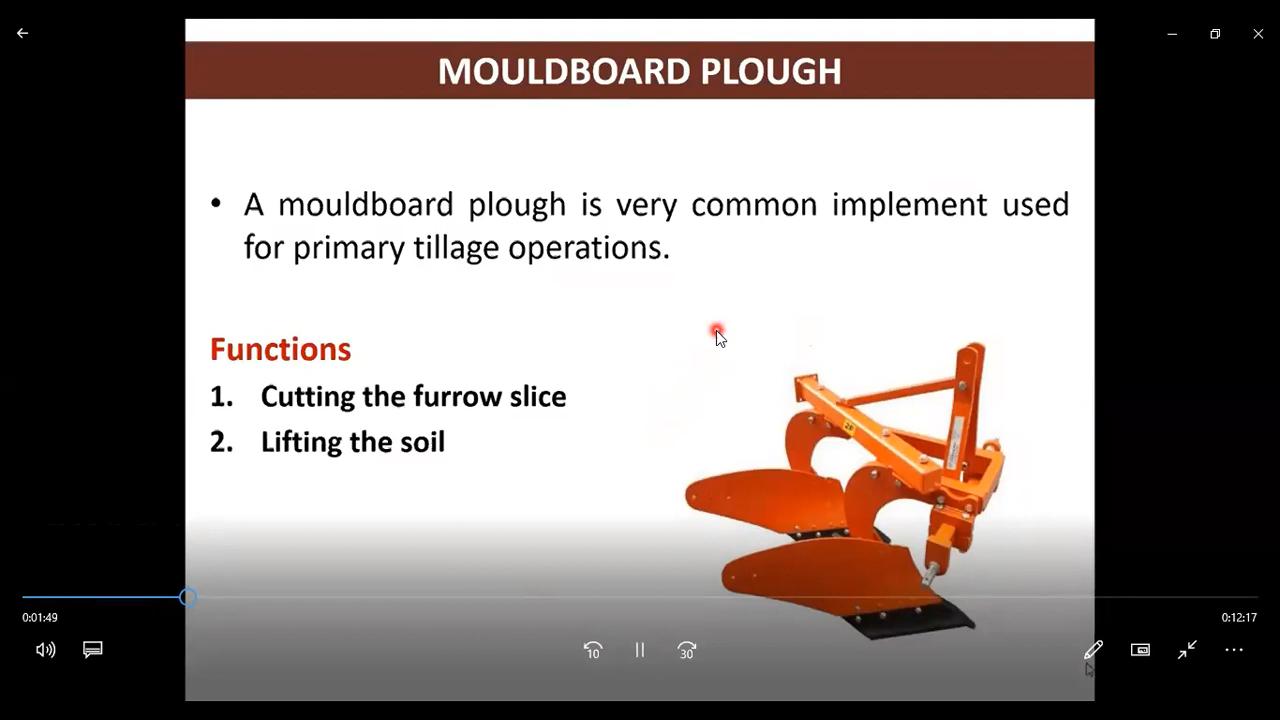 MOULDBOARD PLOUGH
• A mouldboard plough is very common implement used
for primary tillage operations.
Functions
1. Cutting the furrow slice
2. Lifting the soil
0:01:49
0:12:17
10
30